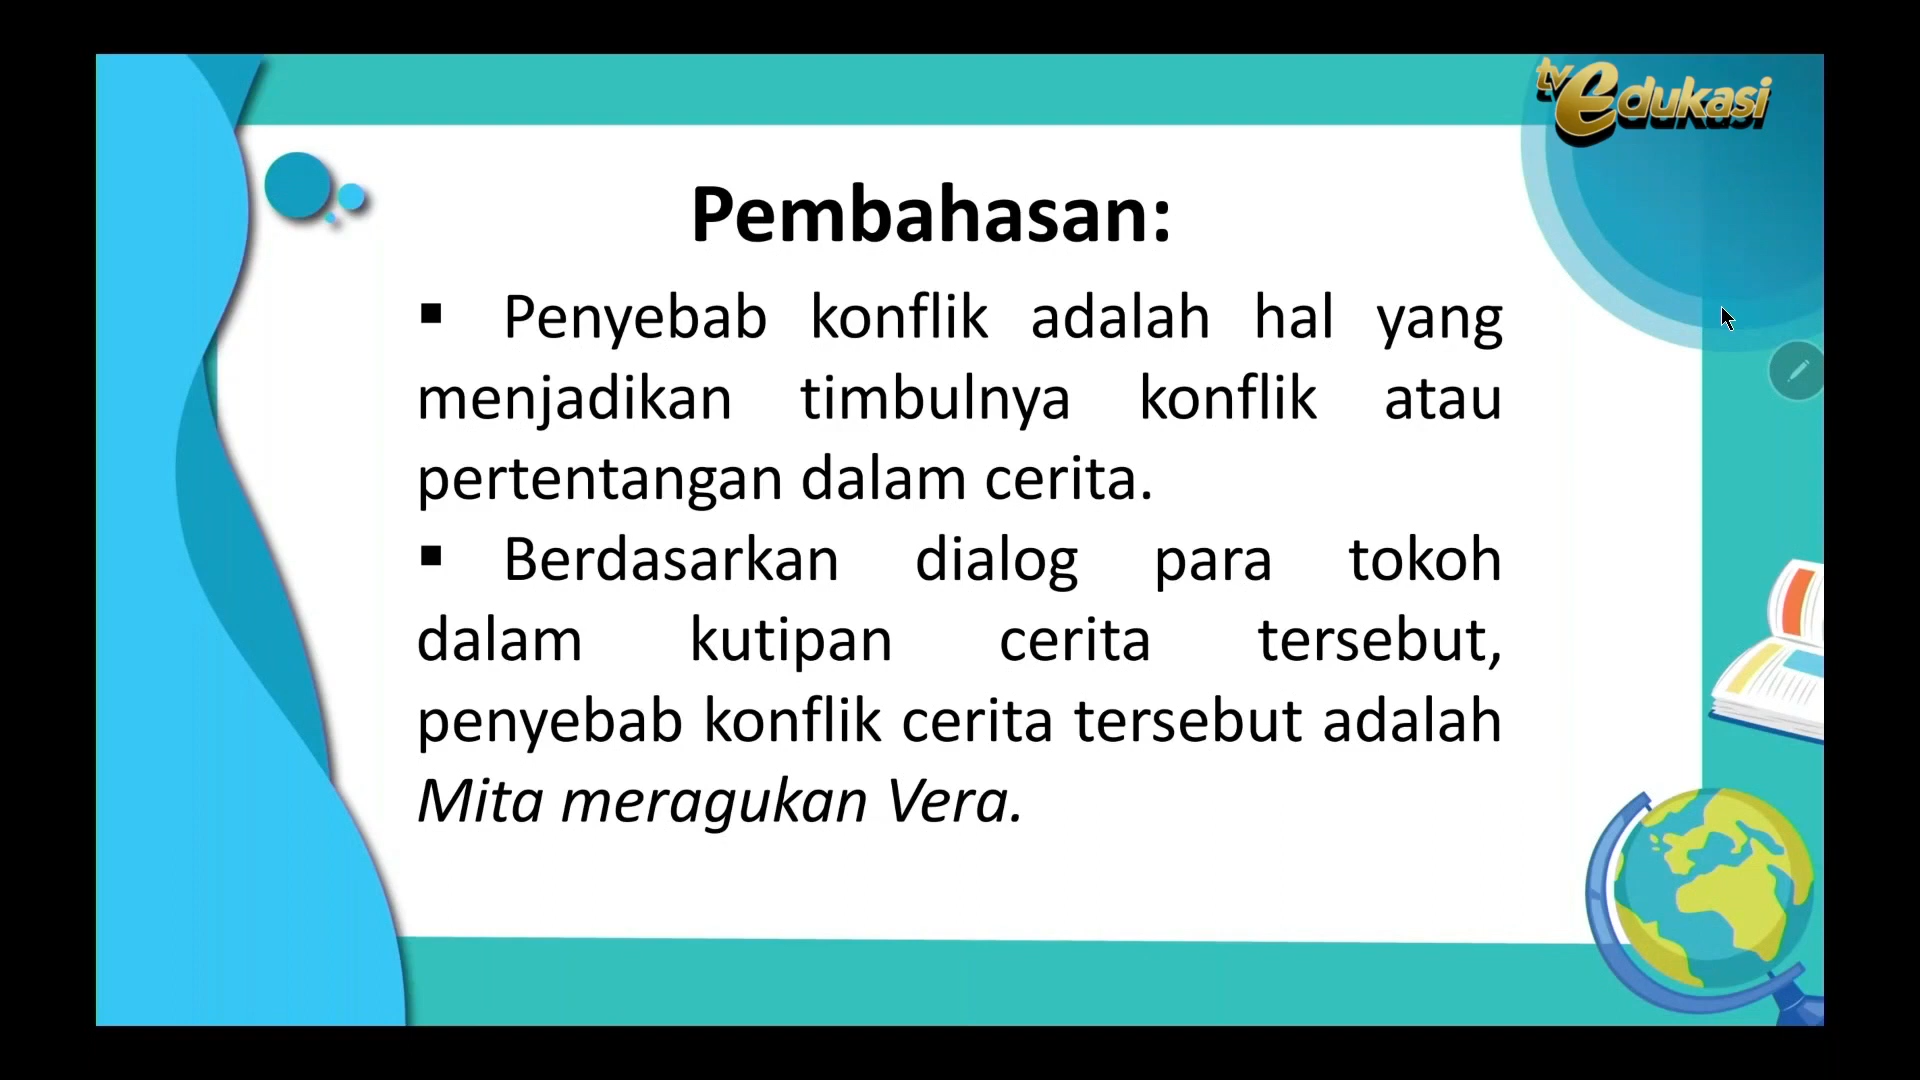 tv edukasi
Pembahasan:
▪ Penyebab konflik adalah hal yang
menjadikan timbulnya konflik atau
pertentangan dalam cerita.
▪ Berdasarkan dialog para tokoh
dalam kutipan cerita tersebut,
penyebab konflik cerita tersebut adalah
Mita meragukan Vera.